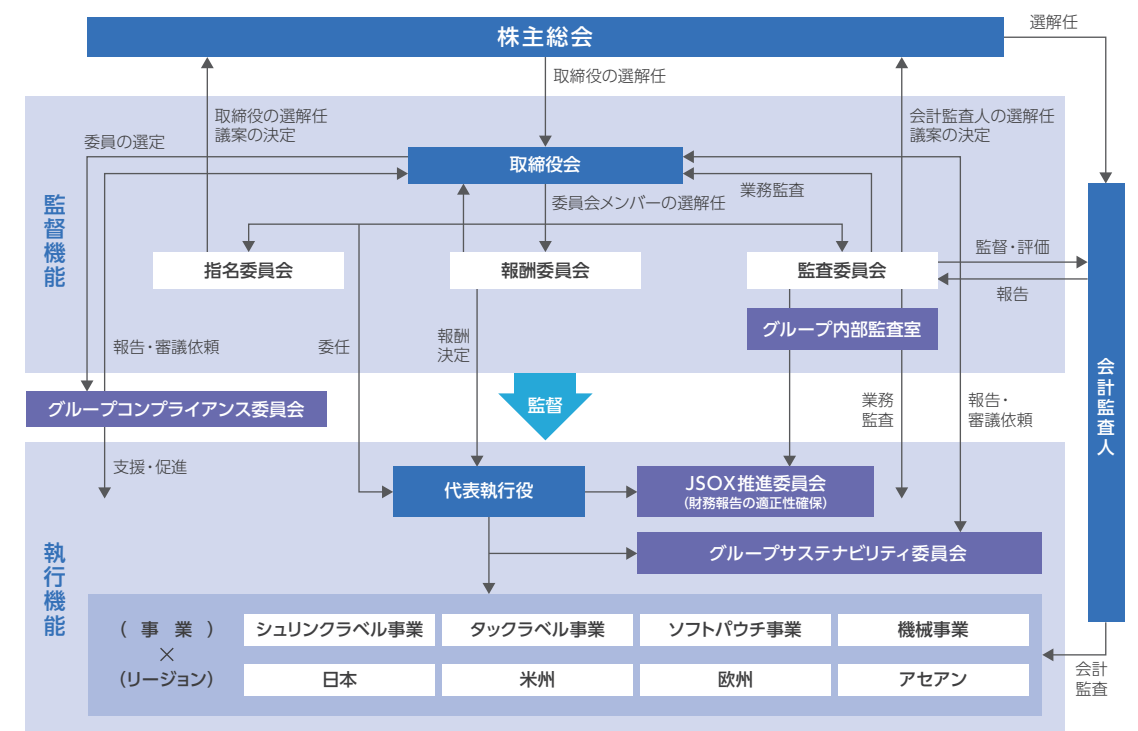 株主総会
選解任
取締役の選解任
取締役の選解任
議案の決定
会計監査人の選解任
議案の決定
委員の選定
取締役会
業務監査
委員会メンバーの選解任
監督機能
指名委員会
報酬委員会
監査委員会
監督・評価
報告
グループ内部監査室
報告・審議依頼
委任
報酬
決定
会計監査人
グループコンプライアンス委員会
監督
業務
監査
報告・
審議依頼
支援・促進
代表執行役
JSOX推進委員会
(財務報告の適正性確保)
グループサステナビリティ委員会
執行機能
(事業)
×
(リージョン)
シュリンクラベル事業
タックラベル事業
ソフトパウチ事業
機械事業
日本
米州
欧州
アセアン
会計
監査